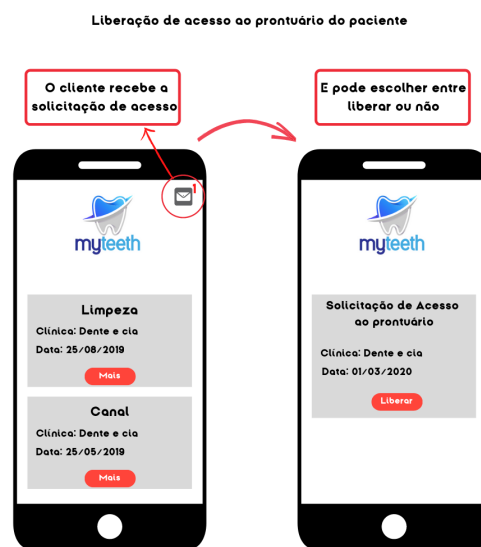 Liberação de acesso ao prontuário do paciente
O cliente recebe a
solicitação de acesso
E pode escolher entre
liberar ou não
1
myteeth
Limpeza
Clínica: Dente e cia
Data: 25/08/2019
Mais
Canal
Clínica: Dente e cia
Data: 25/05/2019
Mais
myteeth
Solicitação de Acesso
ao prontuário
Clínica: Dente e cia
Data: 01/03/2020
Liberar